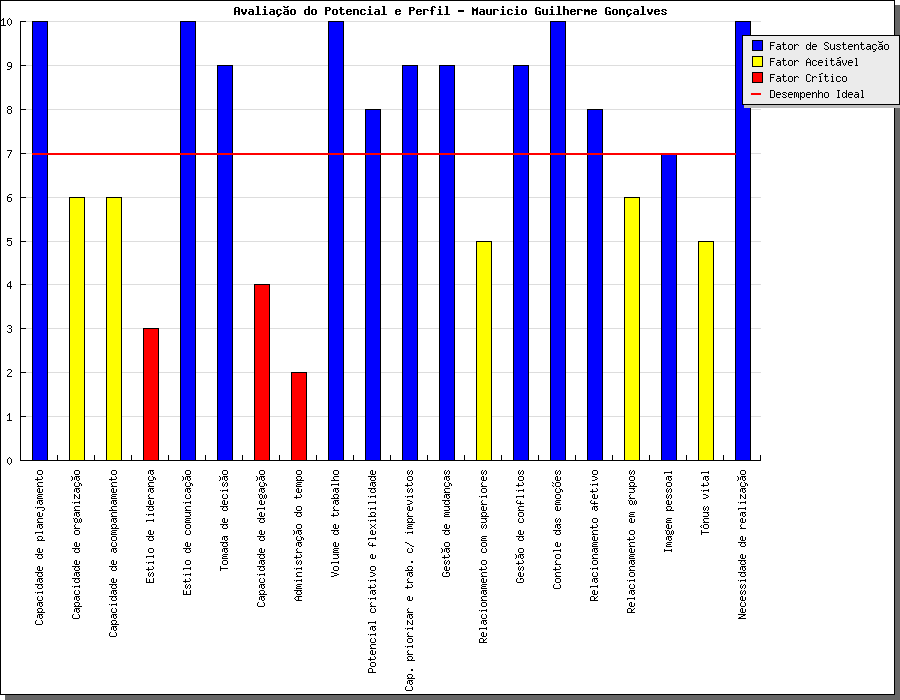 Avaliação do Potencial e Perfil - Mauricio Guilherme Gonçalves
10
9
8
7
6
5
4
3
2
1
0
Fator de Sustentação
Fator Aceitável
Fator Crítico
Desempenho Ideal
Capacidade de planejamento
Capacidade de organização
Capacidade de acompanhamento
Estilo de liderança
Estilo de comunicação
Tomada de decisão
Capacidade de delegação
Administração do tempo
Volume de trabalho
Potencial criativo e flexibilidade
Cap. priorizar e trab. c/ imprevistos
Gestão de mudanças
Relacionamento com superiores
Gestão de conflitos
Controle das emoções
Relacionamento afetivo
Relacionamento em grupos
Imagem pessoal
Tônus vital
Necessidade de realização